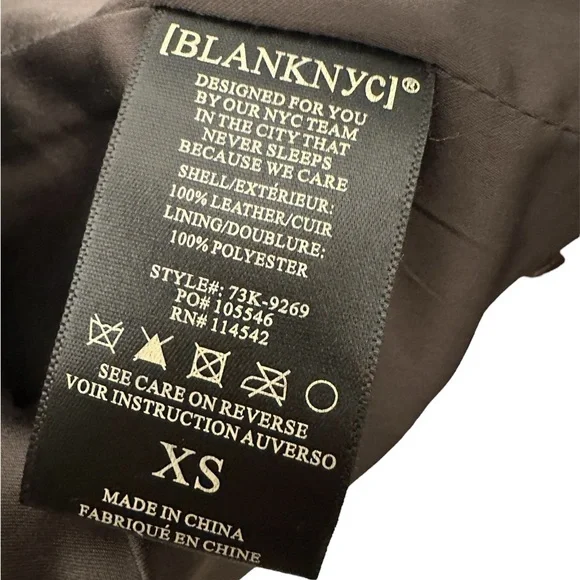 [BLANKNYC]®
DESIGNED FOR YOU
BY OUR NYC TEAM
IN THE CITY THAT
NEVER SLEEPS
BECAUSE WE CARE
SHELL/EXTÉRIEUR:
100% LEATHER/CUIR
LINING/DOUBLURE:
100% POLYESTER
STYLE#: 73K-9269
PO# 105546
RN# 114542
SEE CARE ON REVERSE
VOIR INSTRUCTION AUVERSO
XS
MADE IN CHINA
FABRIQUÉ EN CHINE